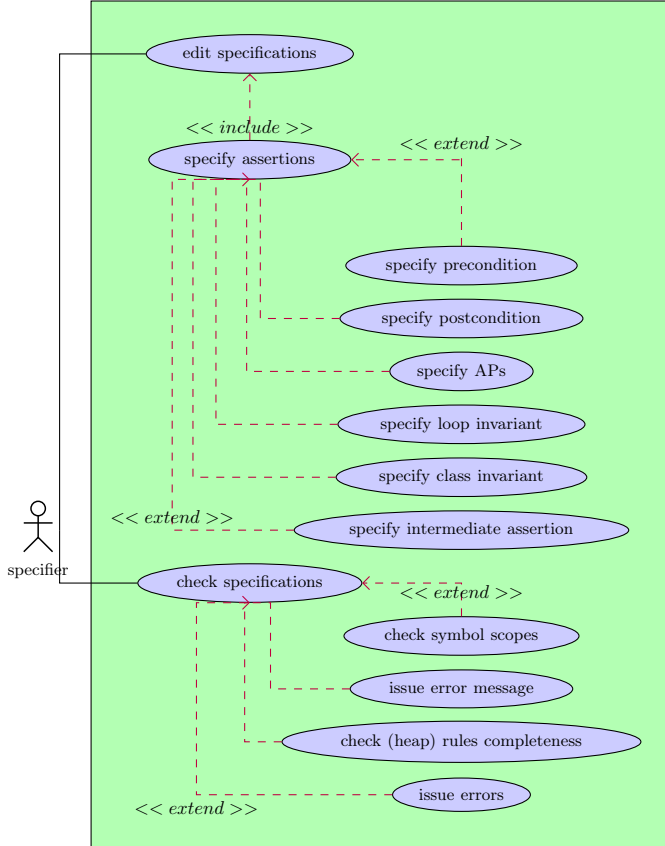 edit specifications
<< include >>
<< extend >>
specify assertions
specify precondition
specify postcondition
specify APs
specify loop invariant
specify class invariant
<< extend >>
specify intermediate assertion
specifier
check specifications
<< extend >>
check symbol scopes
issue error message
check (heap) rules completeness
issue errors
<< extend >>